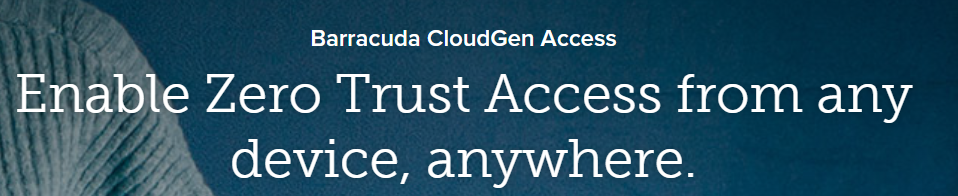 Barracuda CloudGen Access
Enable Zero Trust Access from any
device, anywhere.